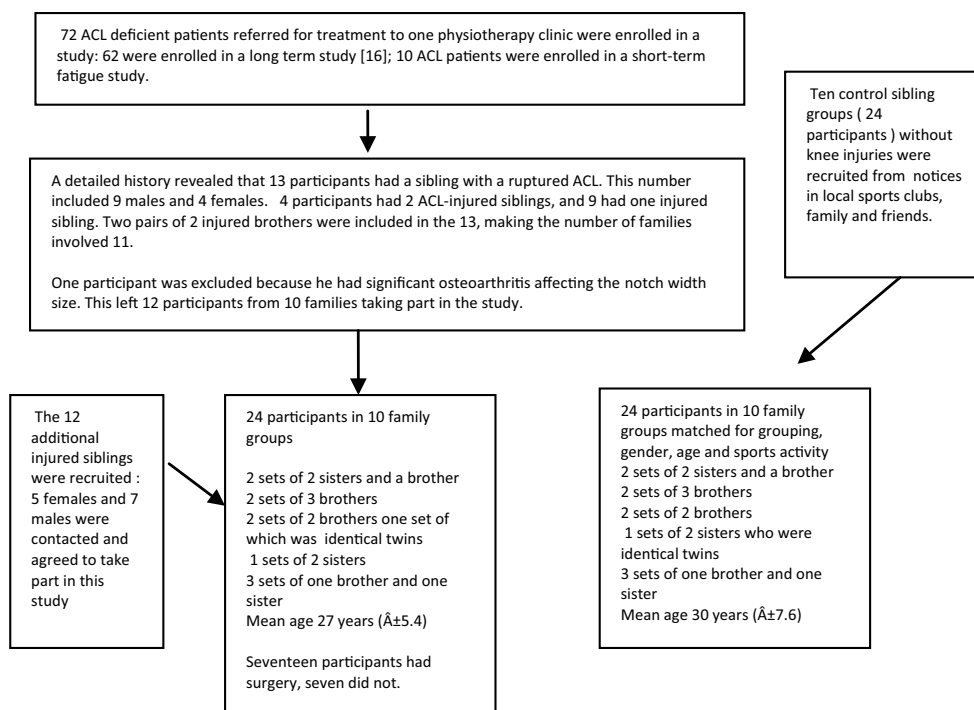 72 ACL deficient patients referred for treatment to one physiotherapy clinic were enrolled in a
study: 62 were enrolled in a long term study [16]; 10 ACL patients were enrolled in a short-term
fatigue study.
Ten control sibling
groups ( 24
participants ) without
knee injuries were
recruited from notices
in local sports clubs,
family and friends.
A detailed history revealed that 13 participants had a sibling with a ruptured ACL. This number
included 9 males and 4 females. 4 participants had 2 ACL-injured siblings, and 9 had one injured
sibling. Two pairs of 2 injured brothers were included in the 13, making the number of families
involved 11.
One participant was excluded because he had significant osteoarthritis affecting the notch width
size. This left 12 participants from 10 families taking part in the study.
The 12
additional
injured siblings
were recruited :
5 females and 7
males were
contacted and
agreed to take
part in this
study
24 participants in 10 family
groups
2 sets of 2 sisters and a brother
2 sets of 3 brothers
2 sets of 2 brothers one set of
which was identical twins
1 sets of 2 sisters
3 sets of one brother and one
sister
Mean age 27 years (Â±5.4)
Seventeen participants had
surgery, seven did not.
24 participants in 10 family
groups matched for grouping,
gender, age and sports activity
2 sets of 2 sisters and a brother
2 sets of 3 brothers
2 sets of 2 brothers
1 sets of 2 sisters who were
identical twins
3 sets of one brother and one
sister
Mean age 30 years (Â±7.6)